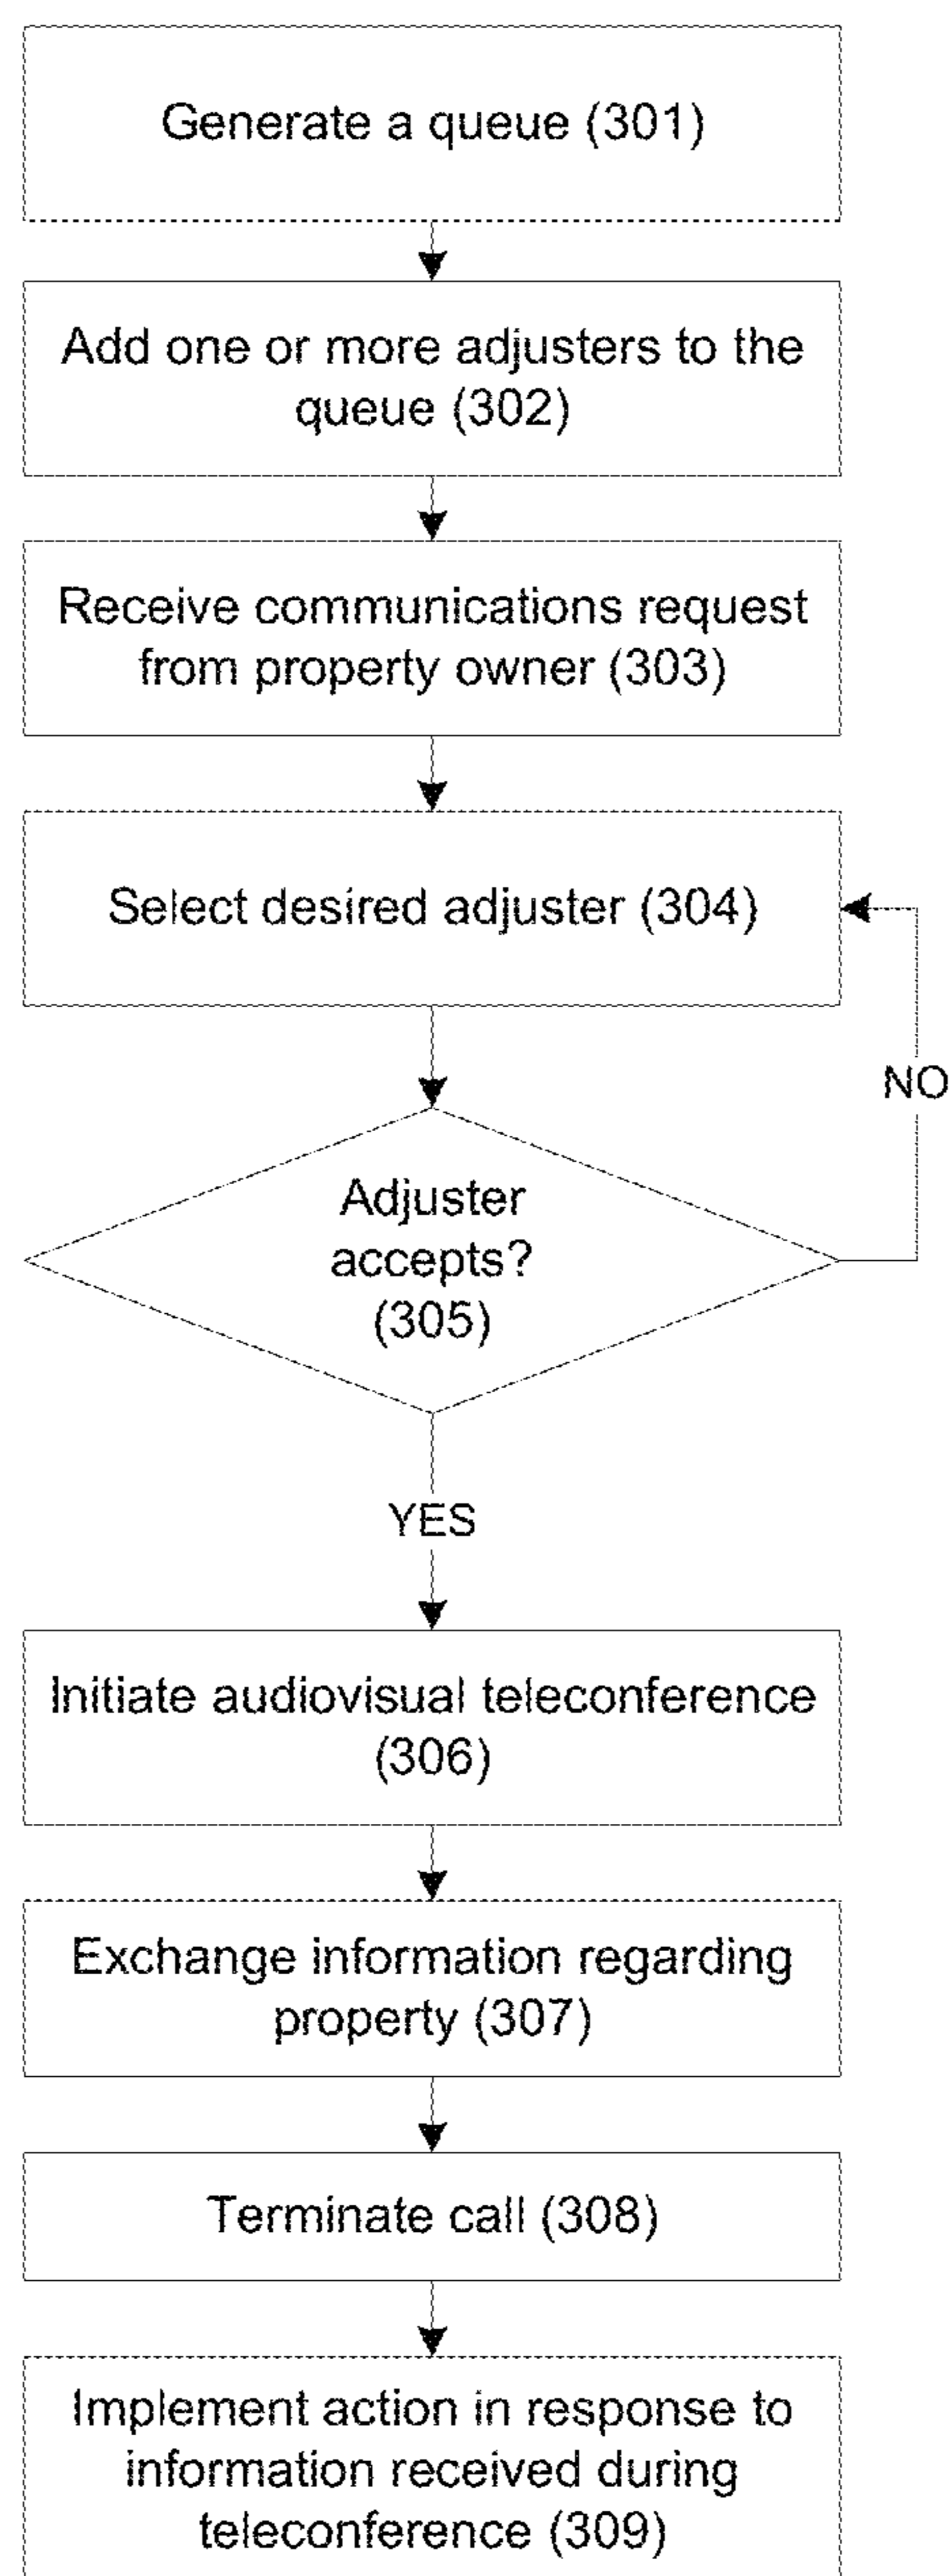 Generate a queue (301)
Add one or more adjusters to the
queue (302)
Receive communications request
from property owner (303)
Select desired adjuster (304)
NO
Adjuster
accepts?
(305)
YES
Initiate audiovisual teleconference
(306)
Exchange information regarding
property (307)
Terminate call (308)
Implement action in response to
information received during
teleconference (309)